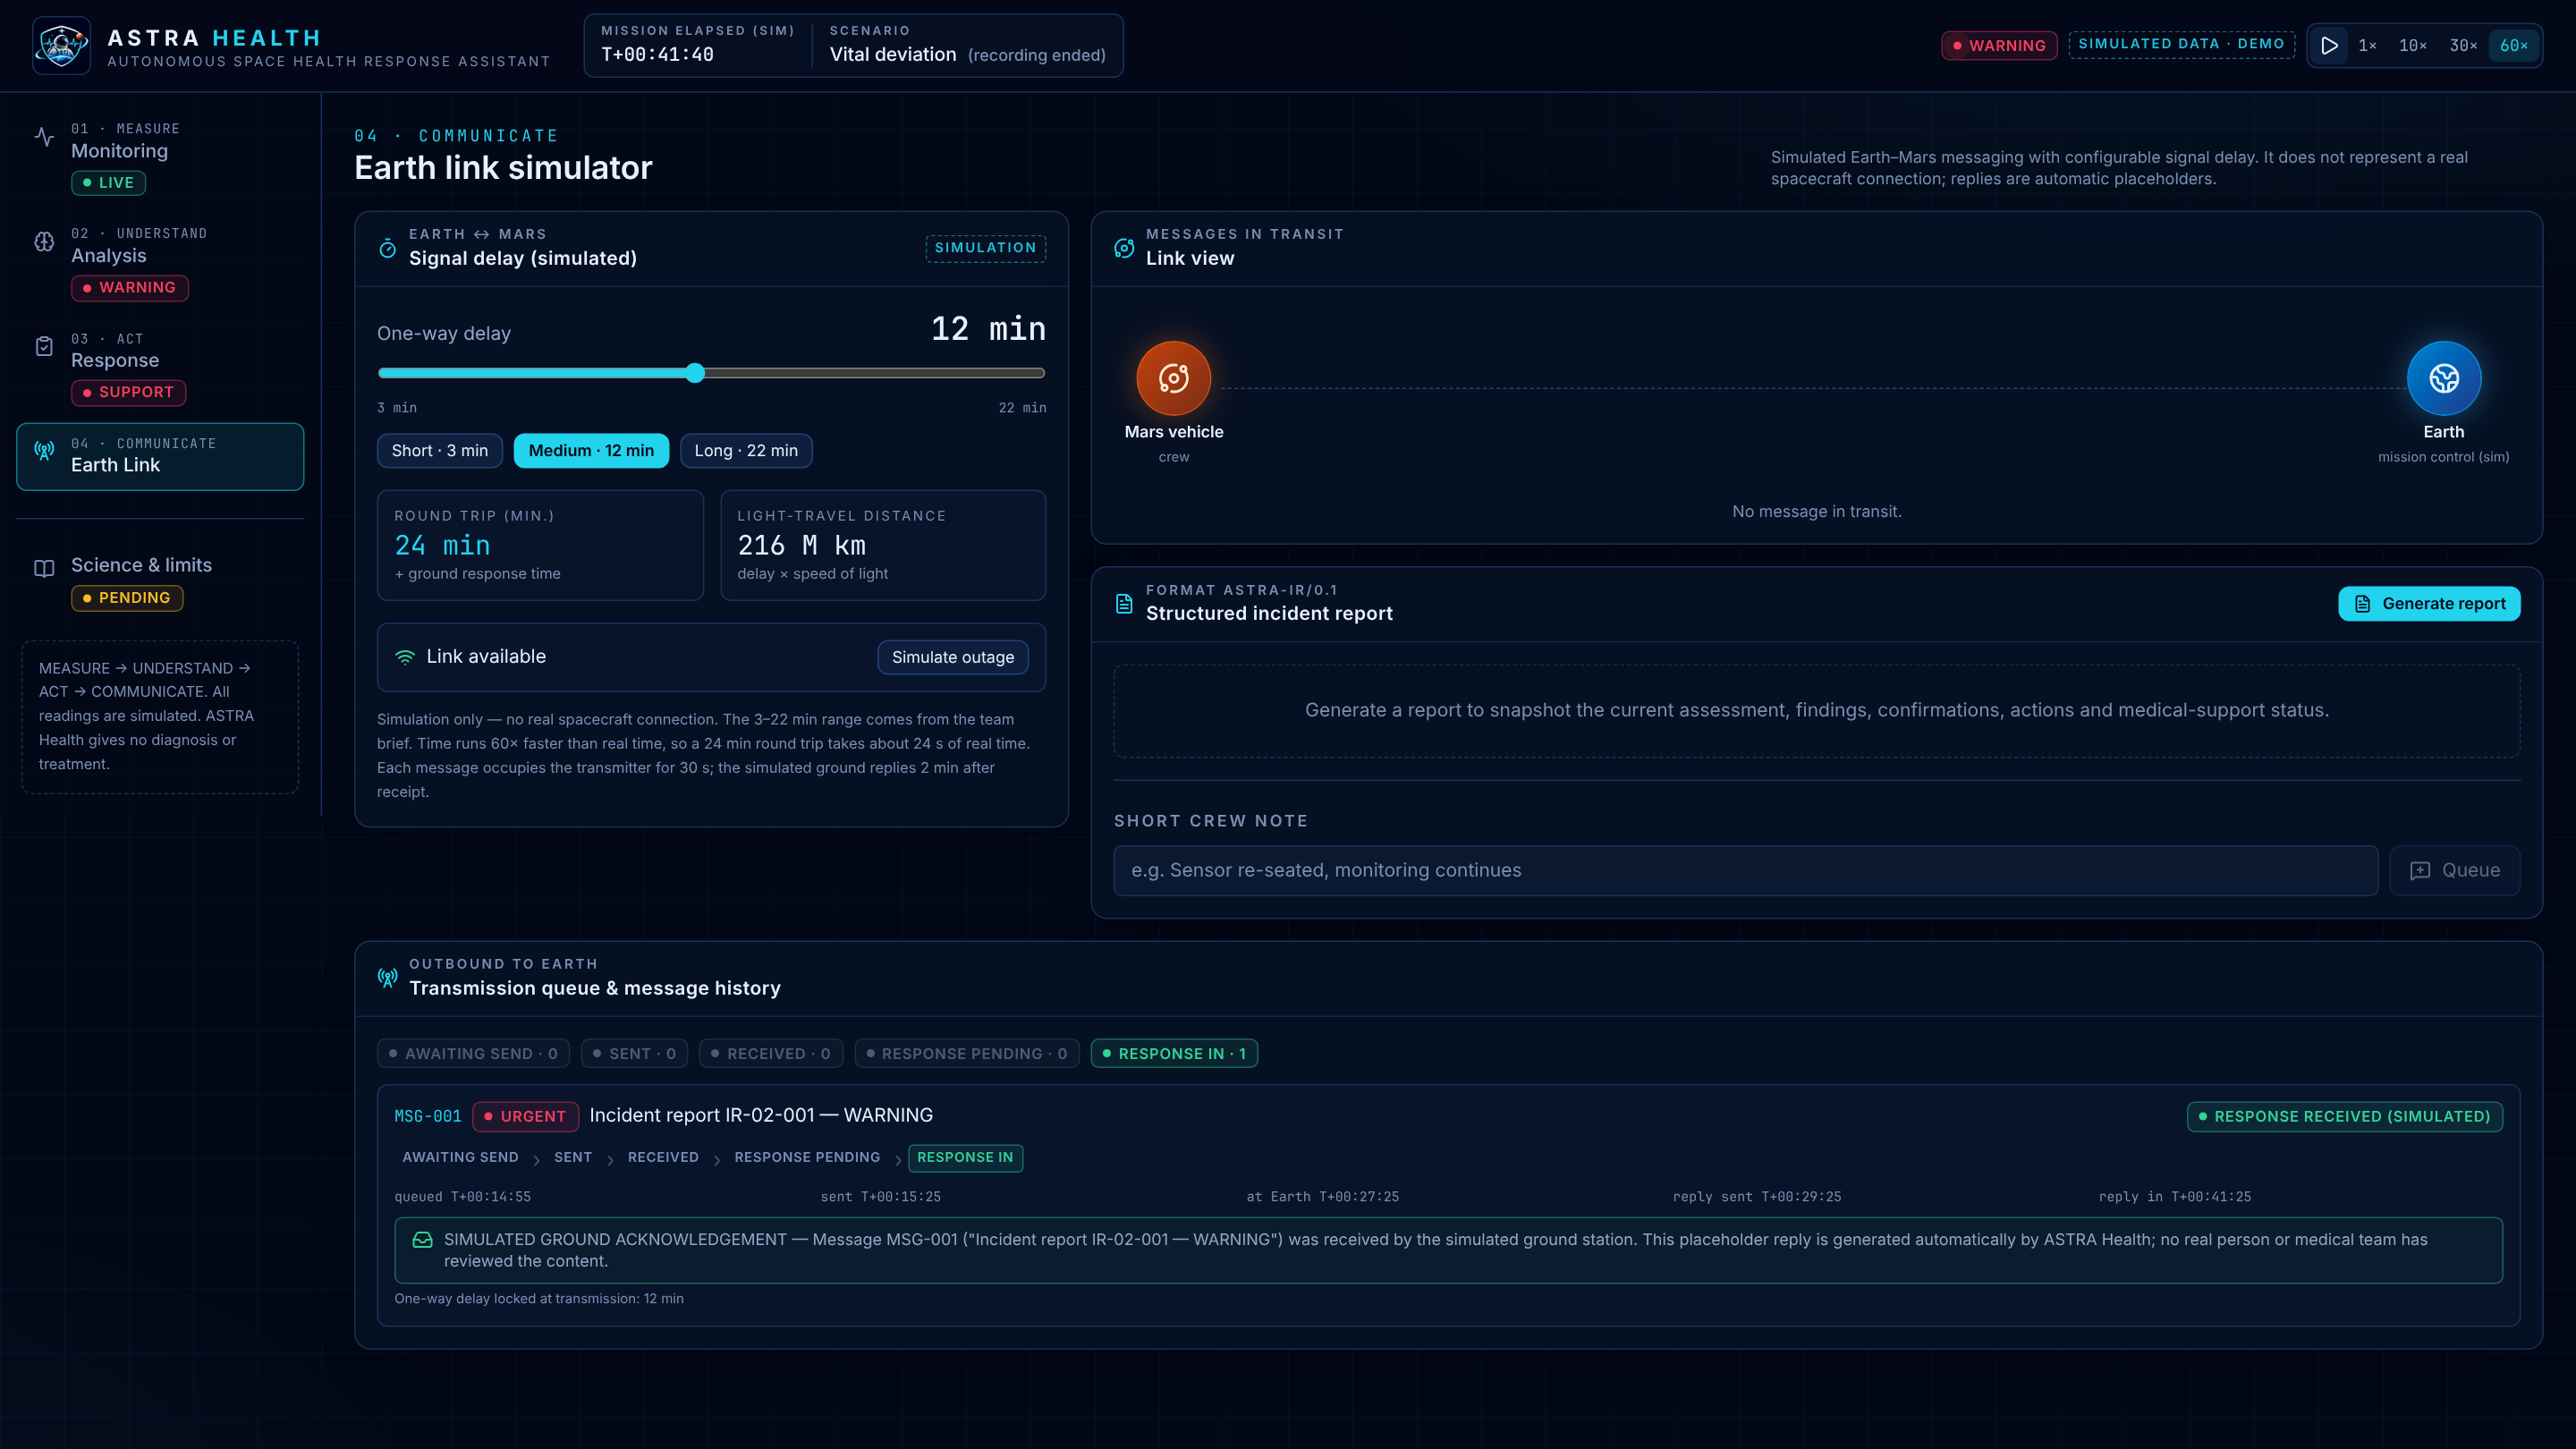 ASTRA HEALTH
AUTONOMOUS SPACE HEALTH RESPONSE ASSISTANT
MISSION ELAPSED (SIM)
T+00:41:40
SCENARIO
Vital deviation (recording ended)
WARNING
SIMULATED DATA · DEMO
1× 10× 30× 60×
01 · MEASURE
Monitoring
LIVE
02 · UNDERSTAND
Analysis
WARNING
03 · ACT
Response
SUPPORT
04 · COMMUNICATE
Earth Link
Science & limits
PENDING
MEASURE → UNDERSTAND →
ACT → COMMUNICATE. All
readings are simulated. ASTRA
Health gives no diagnosis or
treatment.
04 · COMMUNICATE
Earth link simulator
Simulated Earth–Mars messaging with configurable signal delay. It does not represent a real
spacecraft connection; replies are automatic placeholders.
EARTH ↔ MARS
Signal delay (simulated)
SIMULATION
One-way delay
12 min
3 min
22 min
Short · 3 min
Medium · 12 min
Long · 22 min
ROUND TRIP (MIN.)
24 min
+ ground response time
LIGHT-TRAVEL DISTANCE
216 M km
delay × speed of light
Link available
Simulate outage
Simulation only — no real spacecraft connection. The 3–22 min range comes from the team
brief. Time runs 60× faster than real time, so a 24 min round trip takes about 24 s of real time.
Each message occupies the transmitter for 30 s; the simulated ground replies 2 min after
receipt.
MESSAGES IN TRANSIT
Link view
Mars vehicle
crew
Earth
mission control (sim)
No message in transit.
FORMAT ASTRA-IR/0.1
Structured incident report
Generate report
Generate a report to snapshot the current assessment, findings, confirmations, actions and medical-support status.
SHORT CREW NOTE
e.g. Sensor re-seated, monitoring continues
Queue
OUTBOUND TO EARTH
Transmission queue & message history
AWAITING SEND · 0
SENT · 0
RECEIVED · 0
RESPONSE PENDING · 0
RESPONSE IN · 1
MSG-001 URGENT Incident report IR-02-001 — WARNING
RESPONSE RECEIVED (SIMULATED)
AWAITING SEND › SENT › RECEIVED › RESPONSE PENDING › RESPONSE IN
queued T+00:14:55
sent T+00:15:25
at Earth T+00:27:25
reply sent T+00:29:25
reply in T+00:41:25
SIMULATED GROUND ACKNOWLEDGEMENT — Message MSG-001 ("Incident report IR-02-001 — WARNING") was received by the simulated ground station. This placeholder reply is generated automatically by ASTRA Health; no real person or medical team has
reviewed the content.
One-way delay locked at transmission: 12 min